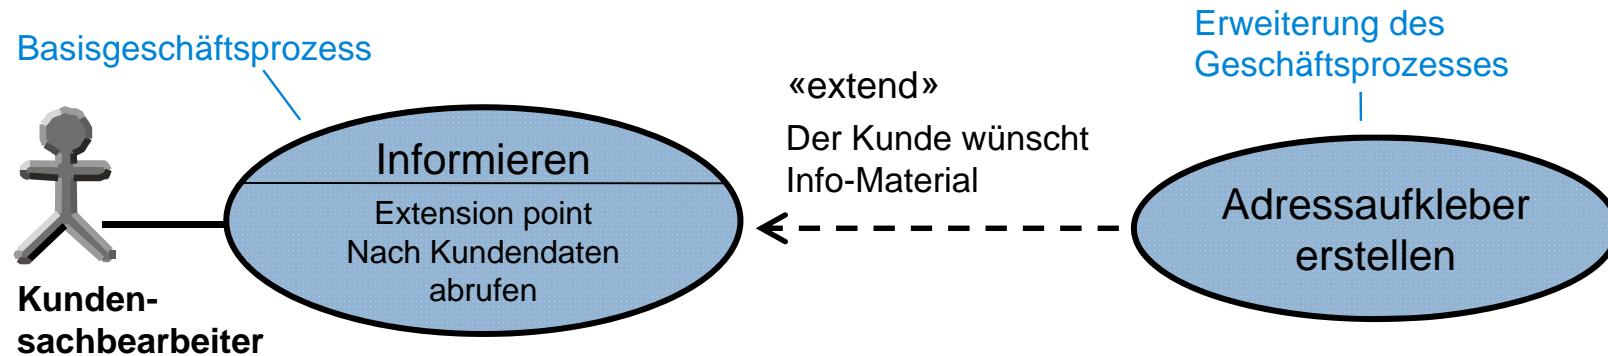 Basisgeschäftsprozess
Erweiterung des
Geschäftsprozesses
«extend»
Der Kunde wünscht
Info-Material
Informieren
Extension point
Nach Kundendaten
abrufen
Adressaufkleber
erstellen
Kunden-
sachbearbeiter